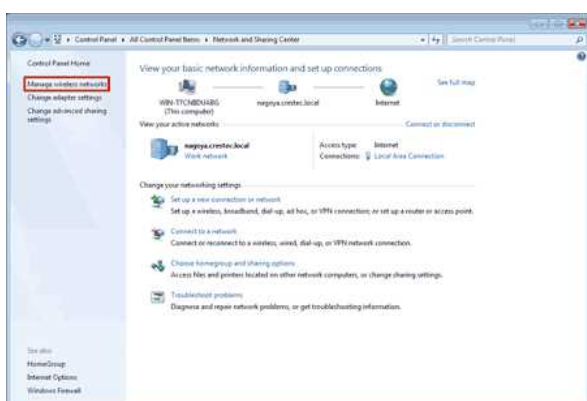 Control Panel ▸ All Control Panel Items ▸ Network and Sharing Center
Search Control Panel
Control Panel Home
Manage wireless networks
Change adapter settings
Change advanced sharing
settings
View your basic network information and set up connections
See full map
nagoya.crestec.local
Internet
(This computer)
View your active networks
Connect or disconnect
nagoya.crestec.local
Work network
Access type: Internet
Connections: Local Area Connection
Change your networking settings
Set up a new connection or network
Set up a wireless, broadband, dial-up, ad hoc, or VPN connection; or set up a router or access point.
Connect to a network
Connect or reconnect to a wireless, wired, dial-up, or VPN network connection.
Choose homegroup and sharing options
Access files and printers located on other network computers, or change sharing settings.
Troubleshoot problems
Diagnose and repair network problems, or get troubleshooting information.
See also
HomeGroup
Internet Options
Windows Firewall